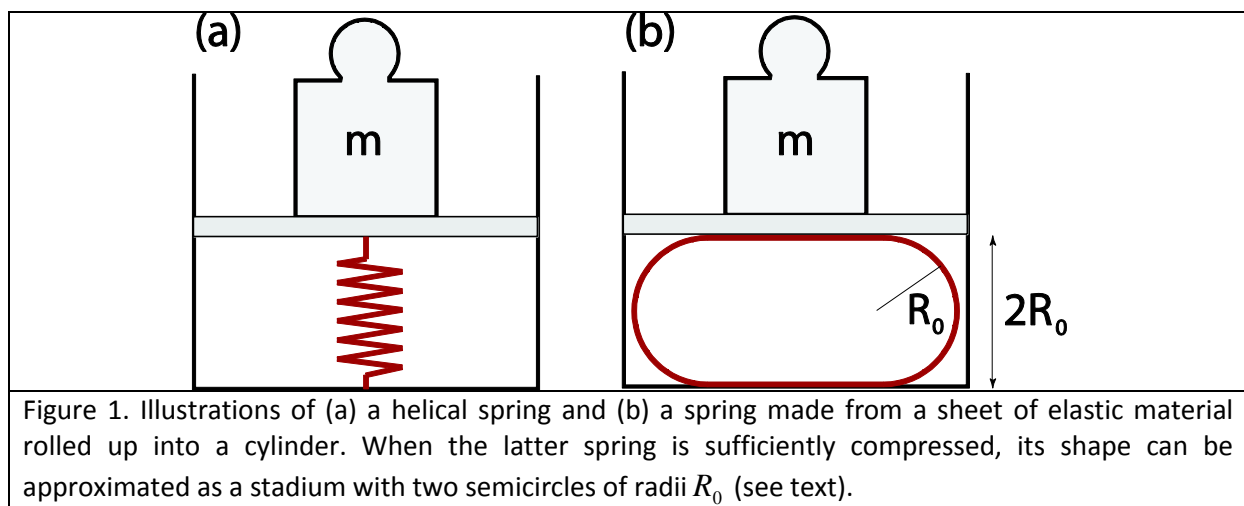 (a) (b)
m m
R₀ 2R₀
Figure 1. Illustrations of (a) a helical spring and (b) a spring made from a sheet of elastic material
rolled up into a cylinder. When the latter spring is sufficiently compressed, its shape can be
approximated as a stadium with two semicircles of radii R₀ (see text).